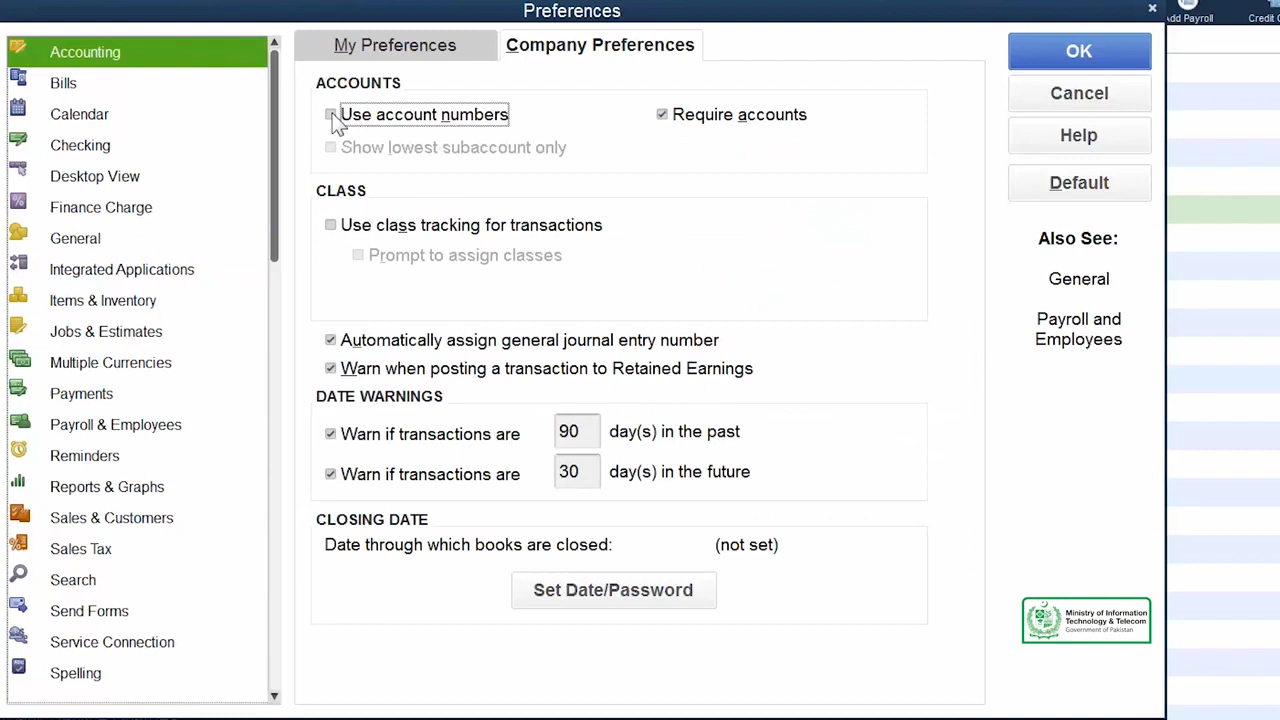 Preferences
Add Payroll
Credit C
Accounting
Bills
Calendar
Checking
Desktop View
Finance Charge
General
Integrated Applications
Items & Inventory
Jobs & Estimates
Multiple Currencies
Payments
Payroll & Employees
Reminders
Reports & Graphs
Sales & Customers
Sales Tax
Search
Send Forms
Service Connection
Spelling
My Preferences
Company Preferences
ACCOUNTS
Use account numbers
Require accounts
Show lowest subaccount only
CLASS
Use class tracking for transactions
Prompt to assign classes
Automatically assign general journal entry number
Warn when posting a transaction to Retained Earnings
DATE WARNINGS
Warn if transactions are 90 day(s) in the past
Warn if transactions are 30 day(s) in the future
CLOSING DATE
Date through which books are closed: (not set)
Set Date/Password
OK
Cancel
Help
Default
Also See:
General
Payroll and
Employees
Ministry of Information
Technology & Telecom
Government of Pakistan